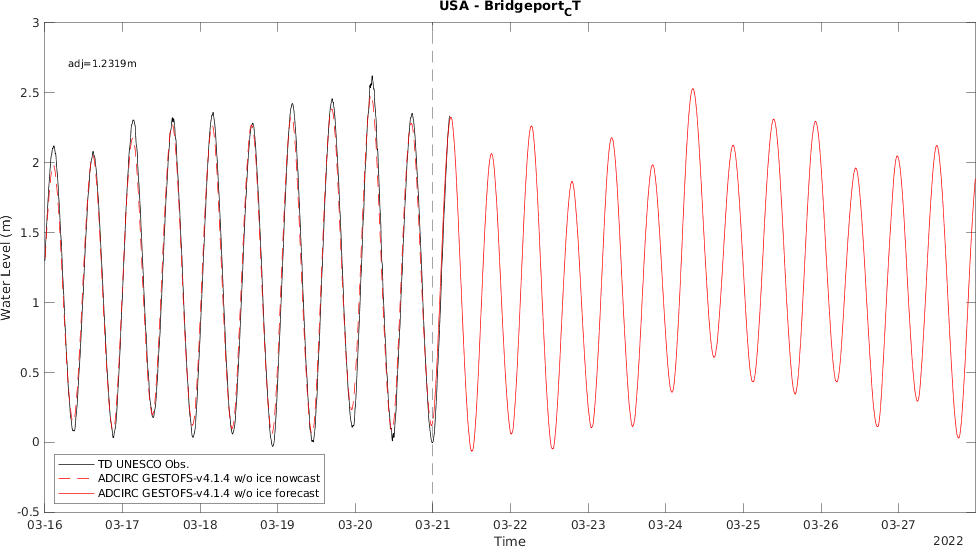 USA - Bridgeport_CT
3
adj=1.2319m
2.5
2
1.5
1
0.5
0
-0.5
Water Level (m)
TD UNESCO Obs.
ADCIRC GESTOFS-v4.1.4 w/o ice nowcast
ADCIRC GESTOFS-v4.1.4 w/o ice forecast
03-16 03-17 03-18 03-19 03-20 03-21 03-22 03-23 03-24 03-25 03-26 03-27
Time
2022